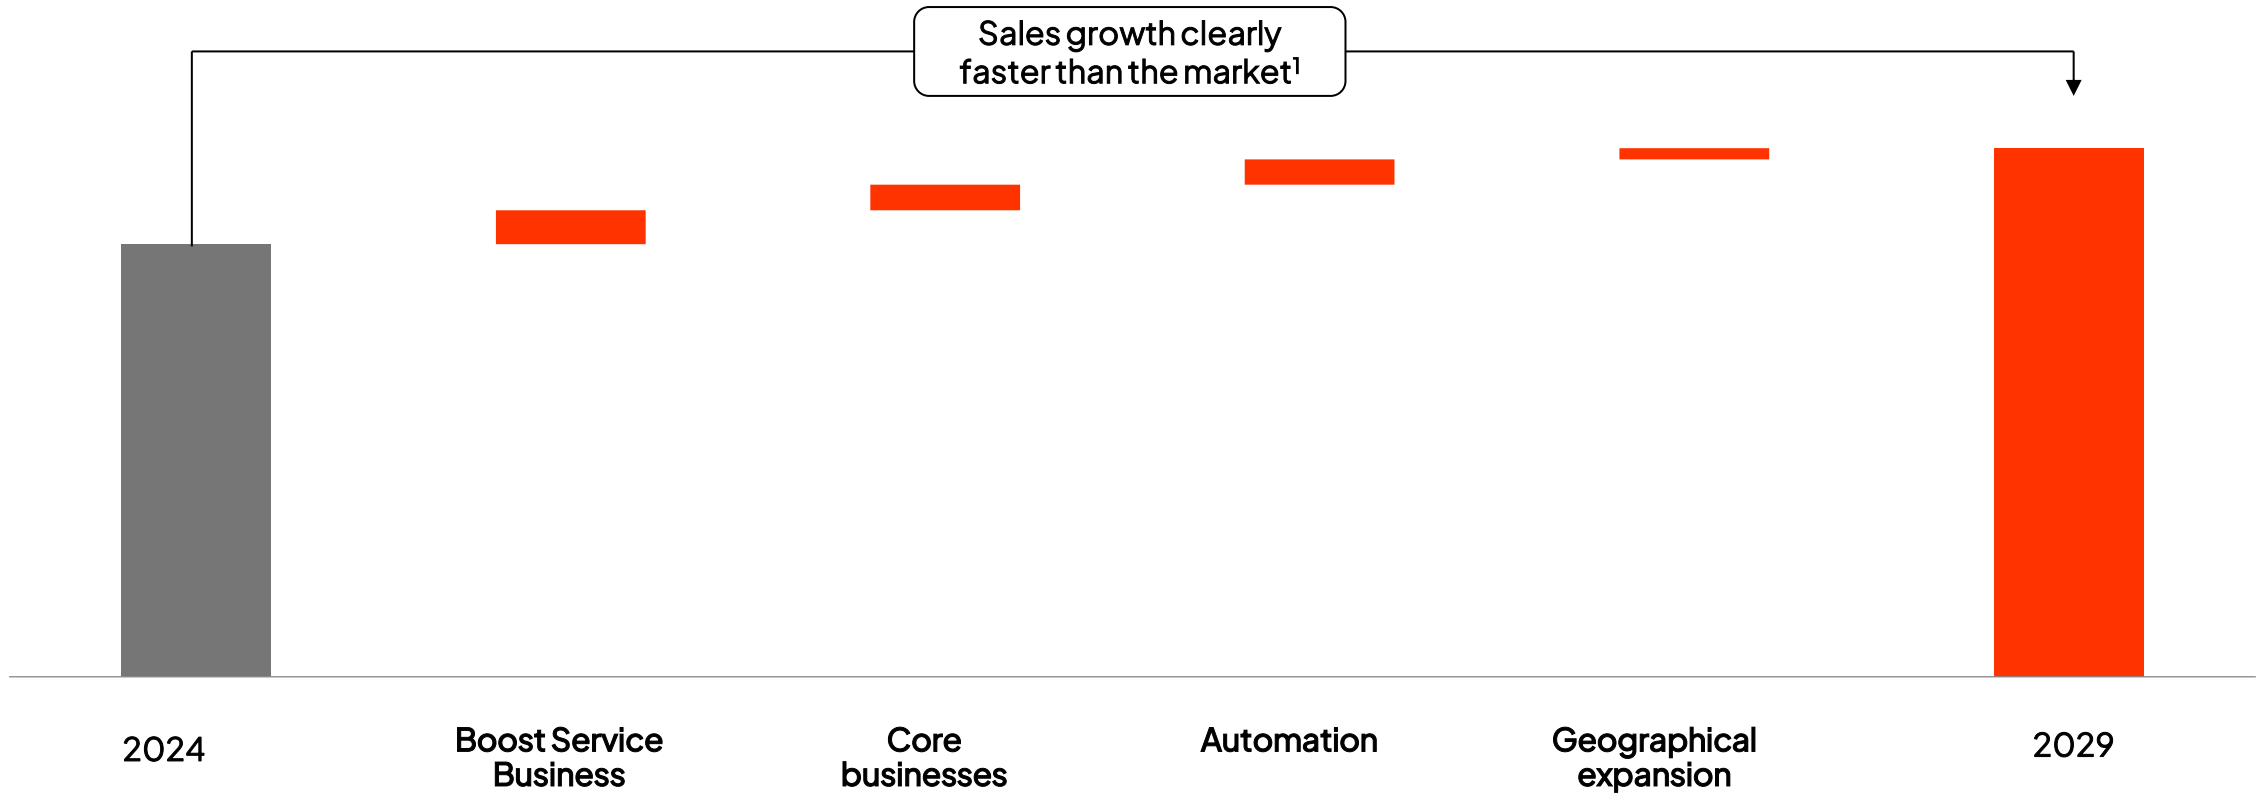 Sales growth clearly
faster than the market¹
2024
Boost Service
Business
Core
businesses
Automation
Geographical
expansion
2029